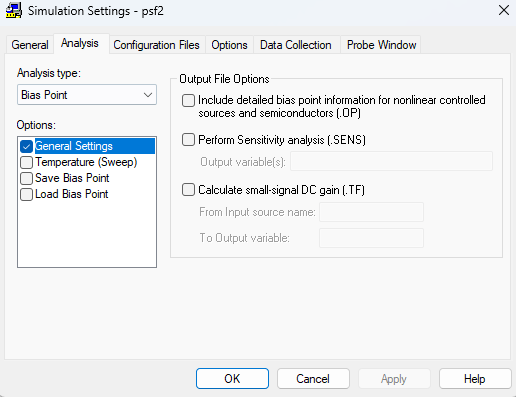 Simulation Settings - psf2
General Analysis Configuration Files Options Data Collection Probe Window
Analysis type:
Bias Point
Options:
General Settings
Temperature (Sweep)
Save Bias Point
Load Bias Point
Output File Options
Include detailed bias point information for nonlinear controlled
sources and semiconductors (.OP)
Perform Sensitivity analysis (.SENS)
Output variable(s):
Calculate small-signal DC gain (.TF)
From Input source name:
To Output variable:
OK Cancel Apply Help